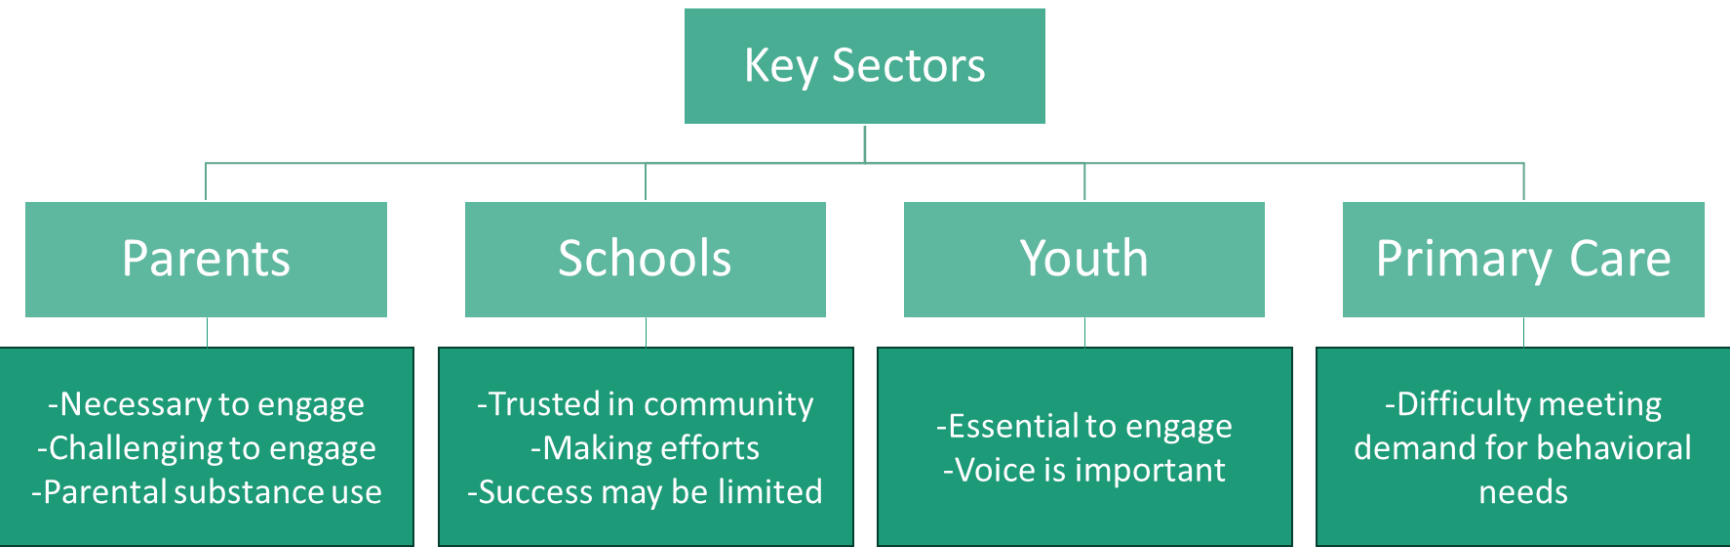 Key Sectors
Parents
Schools
Youth
Primary Care
-Necessary to engage
-Challenging to engage
-Parental substance use
-Trusted in community
-Making efforts
-Success may be limited
-Essential to engage
-Voice is important
-Difficulty meeting
demand for behavioral
needs